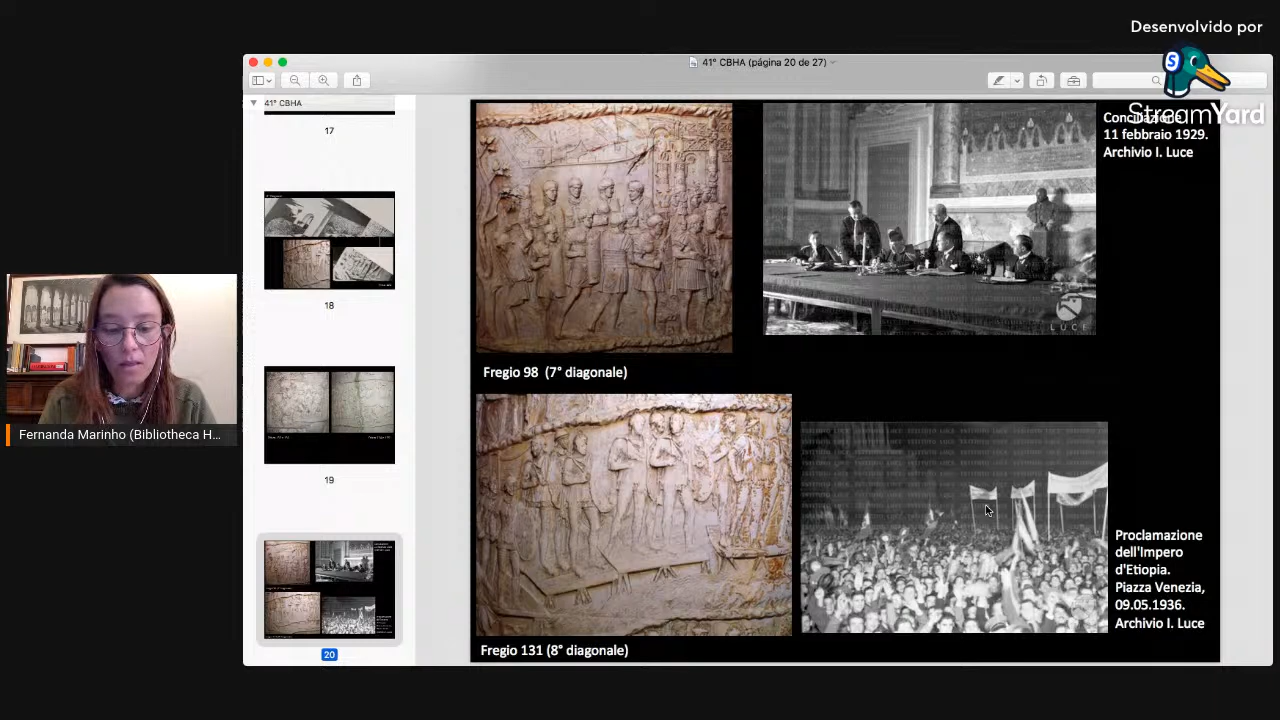 Desenvolvido por
StreamYard
41° CBHA (página 20 de 27)
41° CBHA
17
18
19
20
Fernanda Marinho (Bibliotheca H...
11 febbraio 1929.
Archivio I. Luce
LUCE
Fregio 98 (7° diagonale)
Proclamazione
dell'Impero
d'Etiopia.
Piazza Venezia,
09.05.1936.
Archivio I. Luce
Fregio 131 (8° diagonale)